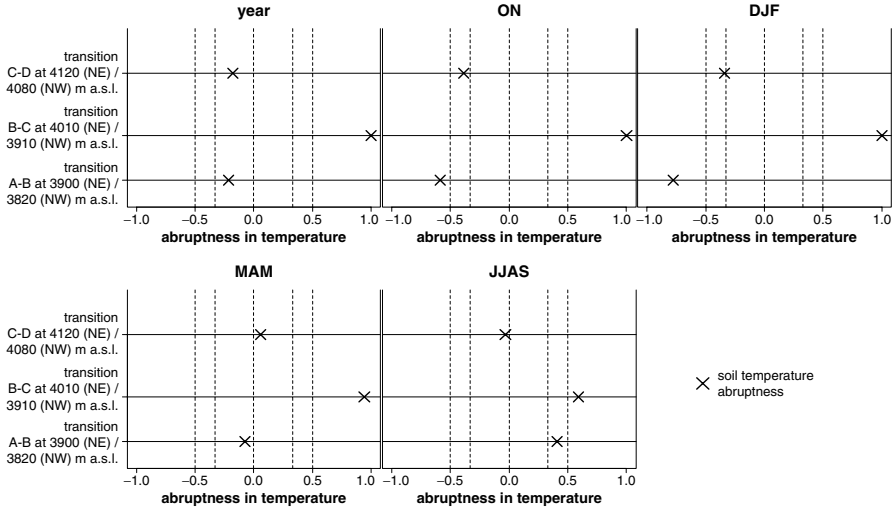 year
ON
DJF
transition
C-D at 4120 (NE) /
4080 (NW) m a.s.l.
transition
B-C at 4010 (NE) /
3910 (NW) m a.s.l.
transition
A-B at 3900 (NE) /
3820 (NW) m a.s.l.
−1.0 −0.5 0.0 0.5 1.0
−1.0 −0.5 0.0 0.5 1.0
−1.0 −0.5 0.0 0.5 1.0
abruptness in temperature
abruptness in temperature
abruptness in temperature
MAM
JJAS
transition
C-D at 4120 (NE) /
4080 (NW) m a.s.l.
transition
B-C at 4010 (NE) /
3910 (NW) m a.s.l.
transition
A-B at 3900 (NE) /
3820 (NW) m a.s.l.
−1.0 −0.5 0.0 0.5 1.0
−1.0 −0.5 0.0 0.5 1.0
abruptness in temperature
abruptness in temperature
soil temperature
abruptness